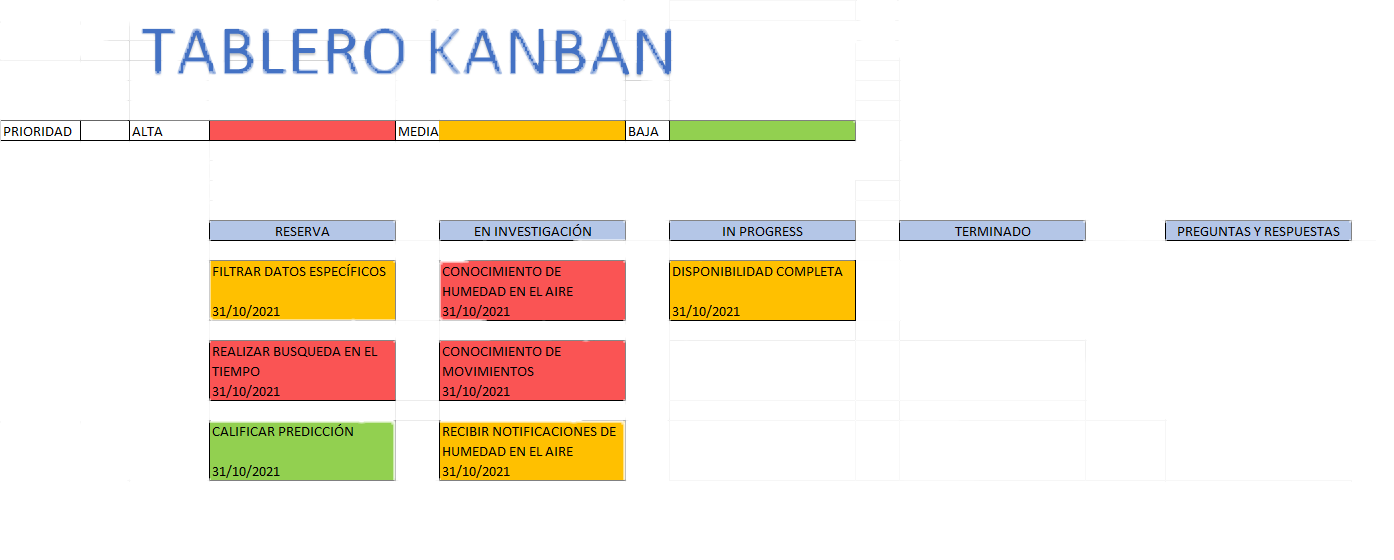 TABLERO KANBAN
PRIORIDAD ALTA MEDIA BAJA
RESERVA EN INVESTIGACIÓN IN PROGRESS TERMINADO PREGUNTAS Y RESPUESTAS
FILTRAR DATOS ESPECÍFICOS
31/10/2021
CONOCIMIENTO DE
HUMEDAD EN EL AIRE
31/10/2021
DISPONIBILIDAD COMPLETA
31/10/2021
REALIZAR BUSQUEDA EN EL
TIEMPO
31/10/2021
CONOCIMIENTO DE
MOVIMIENTOS
31/10/2021
CALIFICAR PREDICCIÓN
31/10/2021
RECIBIR NOTIFICACIONES DE
HUMEDAD EN EL AIRE
31/10/2021